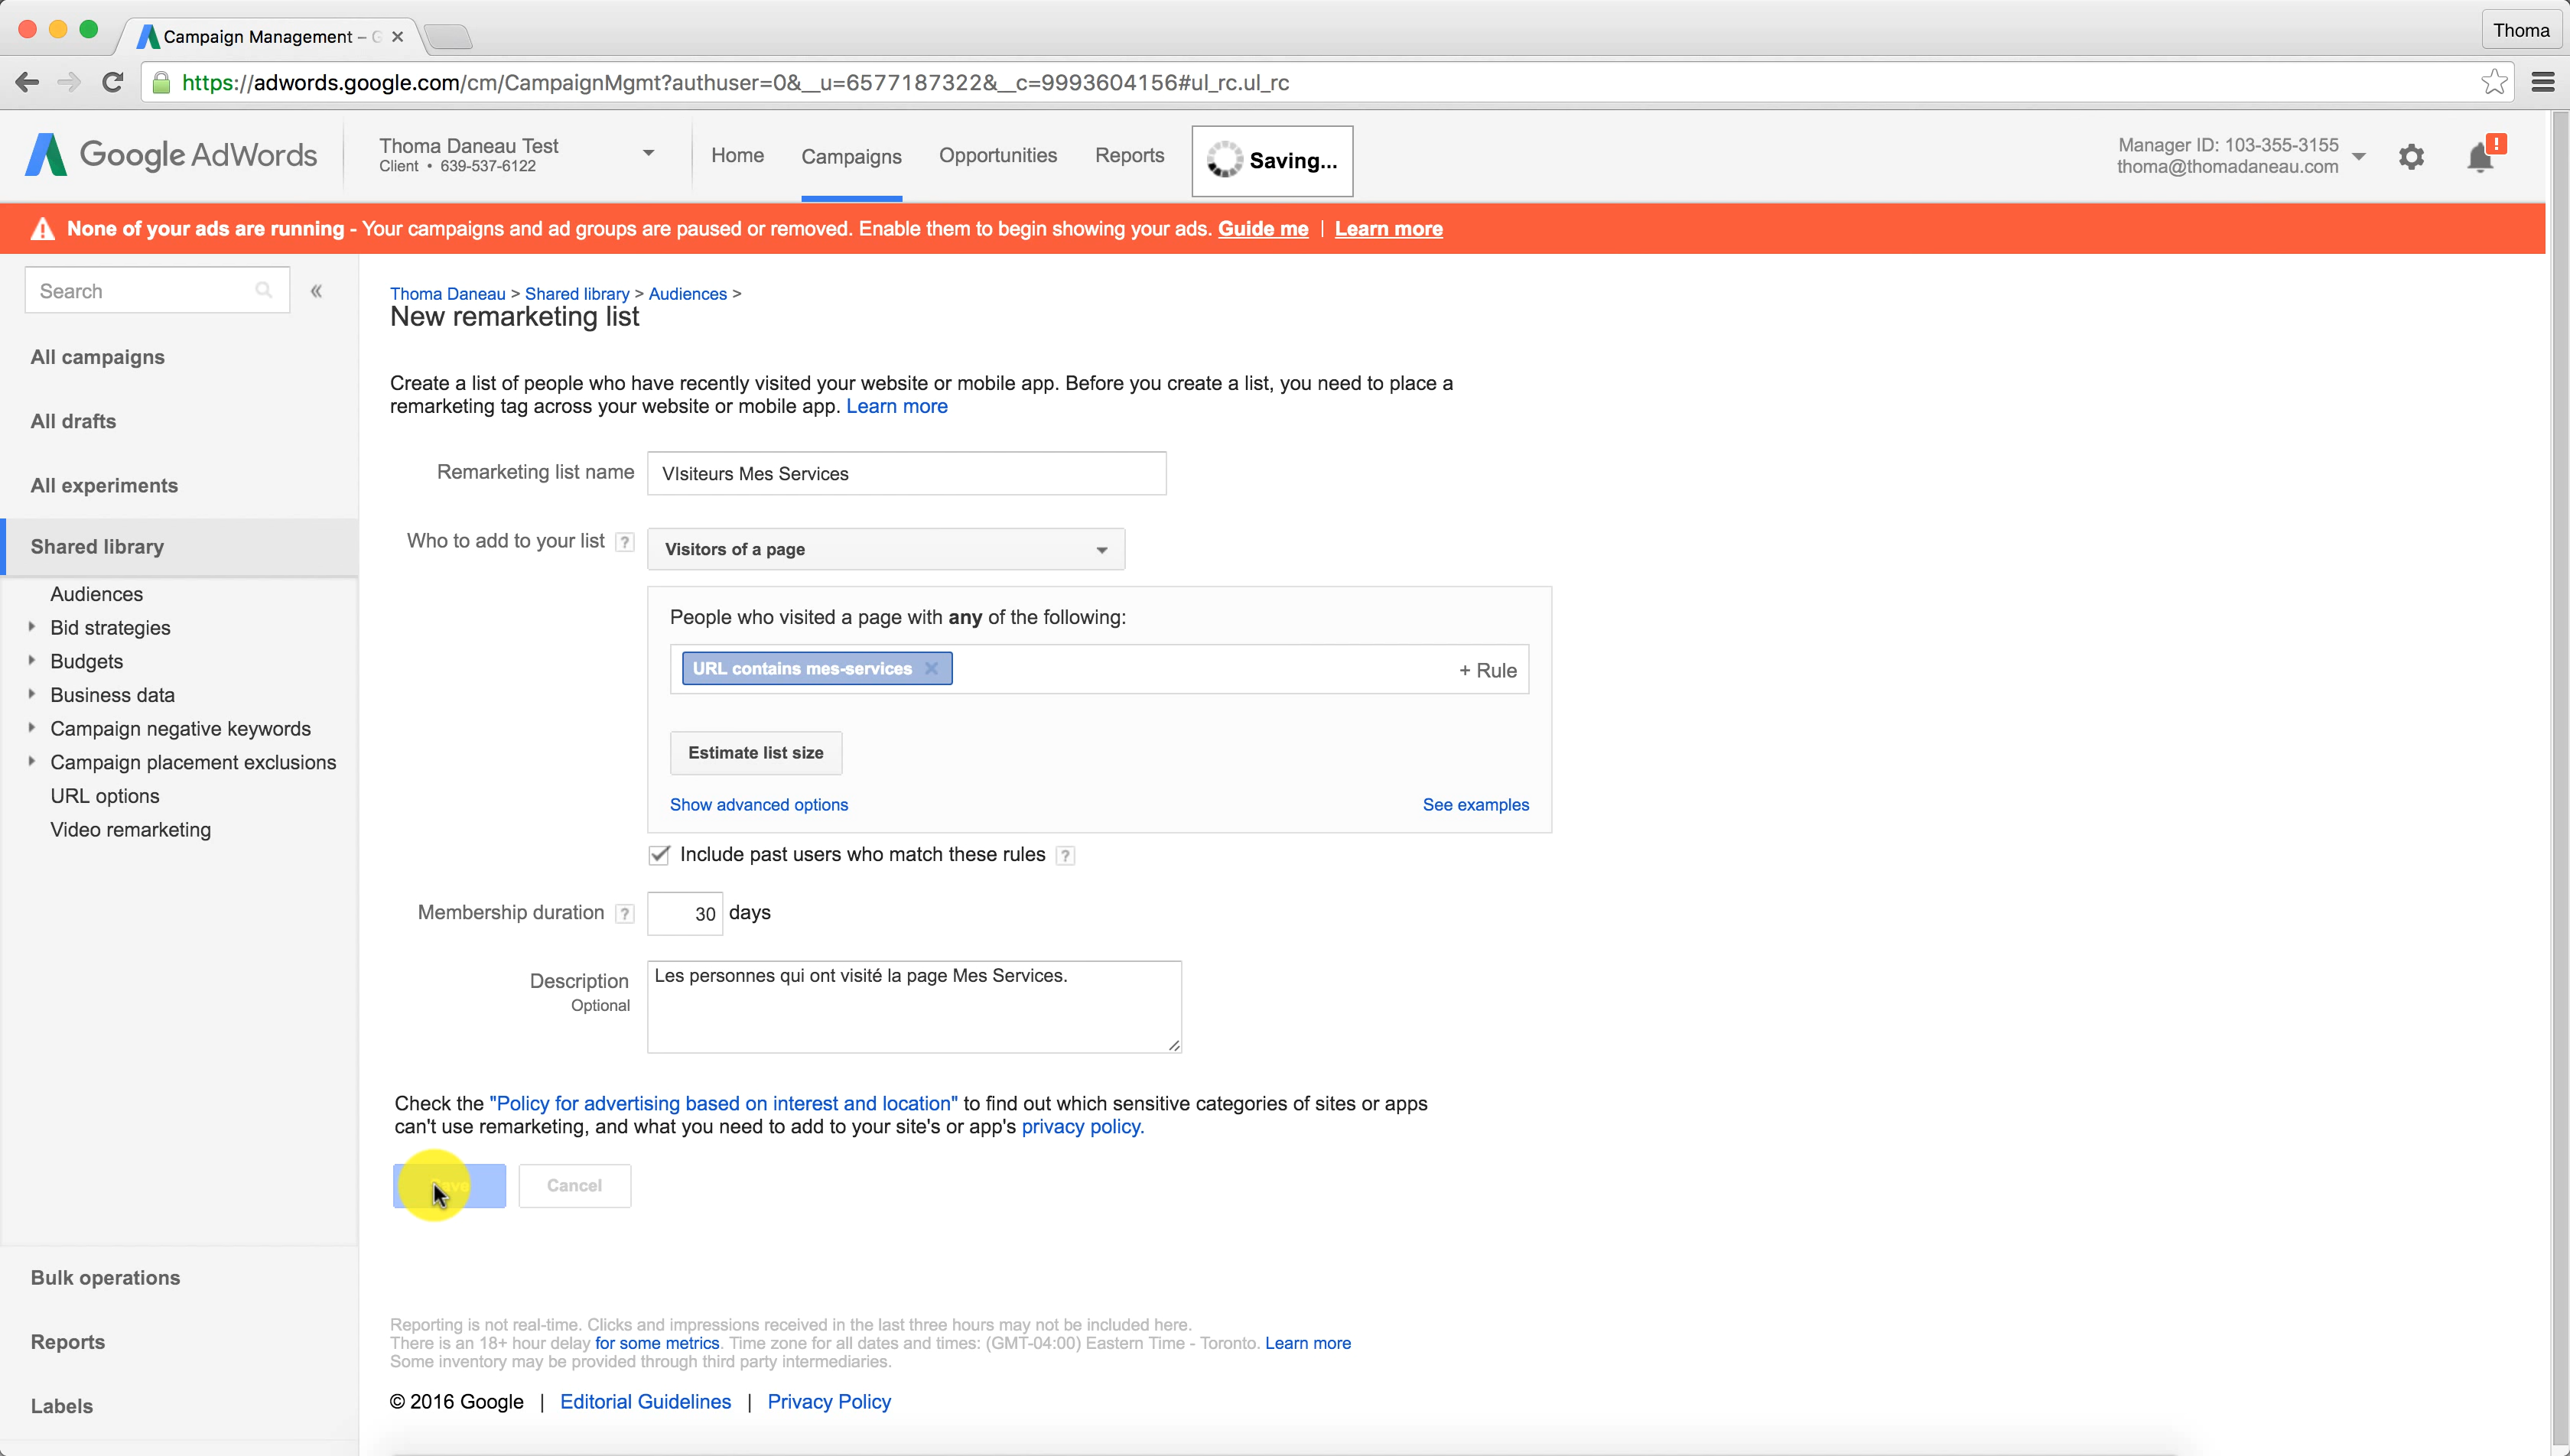 Campaign Management – G
Thoma
https://adwords.google.com/cm/CampaignMgmt?authuser=0&__u=6577187322&__c=9993604156#ul_rc.ul_rc
Google AdWords
Thoma Daneau Test
Client • 639-537-6122
Home
Campaigns
Opportunities
Reports
Saving...
Manager ID: 103-355-3155
thoma@thomadaneau.com
!
None of your ads are running - Your campaigns and ad groups are paused or removed. Enable them to begin showing your ads. Guide me | Learn more
Search
«
All campaigns
All drafts
All experiments
Shared library
Audiences
Bid strategies
Budgets
Business data
Campaign negative keywords
Campaign placement exclusions
URL options
Video remarketing
Bulk operations
Reports
Labels
Thoma Daneau > Shared library > Audiences >
New remarketing list
Create a list of people who have recently visited your website or mobile app. Before you create a list, you need to place a
remarketing tag across your website or mobile app. Learn more
Remarketing list name
VIsiteurs Mes Services
Who to add to your list ?
Visitors of a page
People who visited a page with any of the following:
URL contains mes-services
+ Rule
Estimate list size
Show advanced options
See examples
Include past users who match these rules ?
Membership duration ?
30 days
Description
Optional
Les personnes qui ont visité la page Mes Services.
Check the "Policy for advertising based on interest and location" to find out which sensitive categories of sites or apps
can't use remarketing, and what you need to add to your site's or app's privacy policy.
Cancel
Reporting is not real-time. Clicks and impressions received in the last three hours may not be included here.
There is an 18+ hour delay for some metrics. Time zone for all dates and times: (GMT-04:00) Eastern Time - Toronto. Learn more
Some inventory may be provided through third party intermediaries.
© 2016 Google | Editorial Guidelines | Privacy Policy